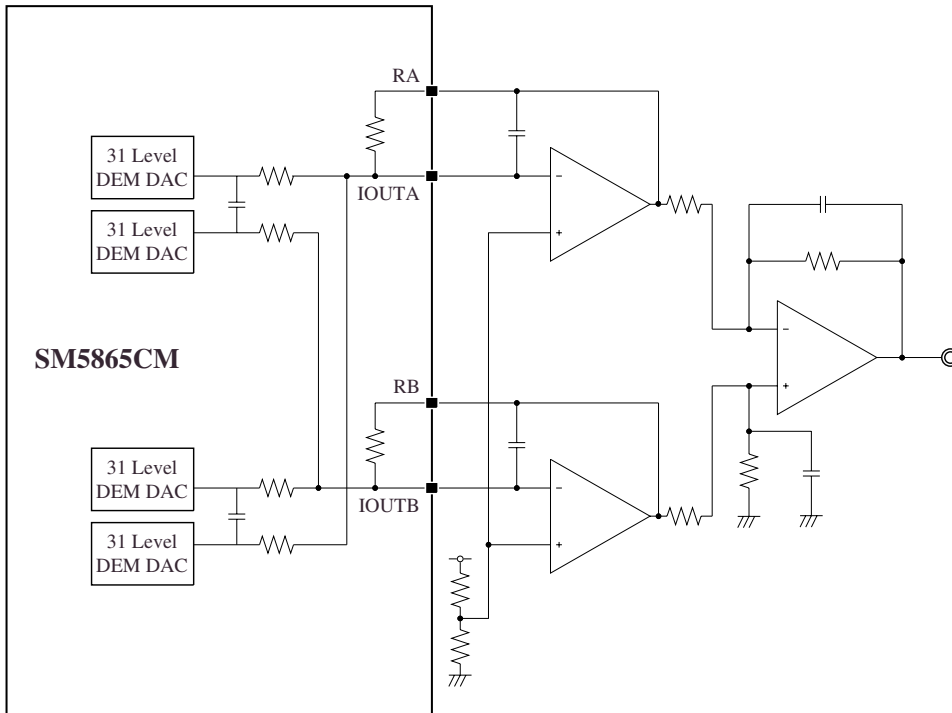 RA
31 Level
DEM DAC
IOUTA
31 Level
DEM DAC
−
+
−
+
SM5865CM
RB
31 Level
DEM DAC
IOUTB
31 Level
DEM DAC
−
+